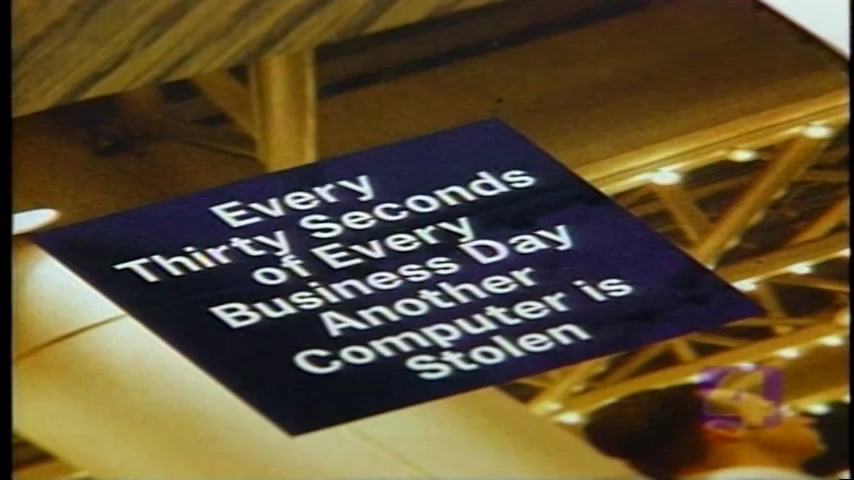 Every
Thirty Seconds
of Every
Business Day
Another
Computer is
Stolen